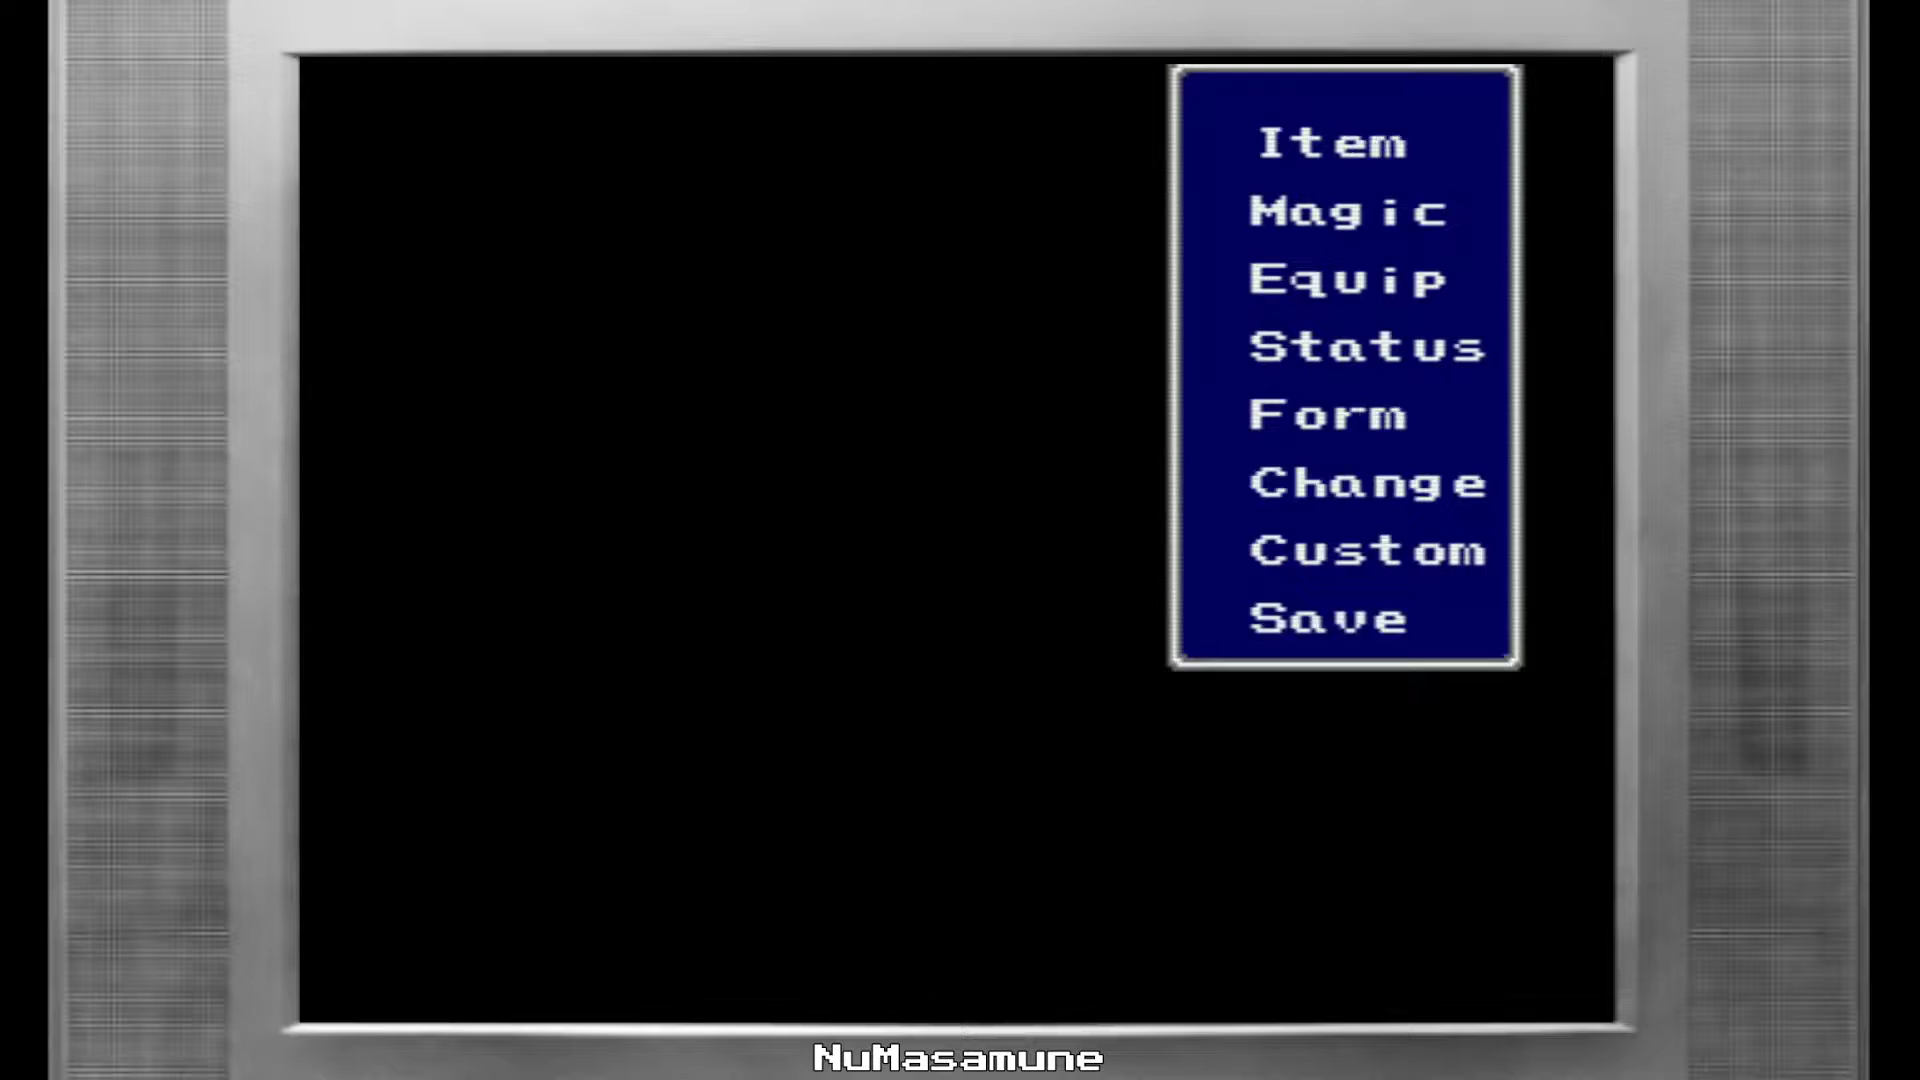 Item
Magic
Equip
Status
Form
Change
Custom
Save
NuMasamune